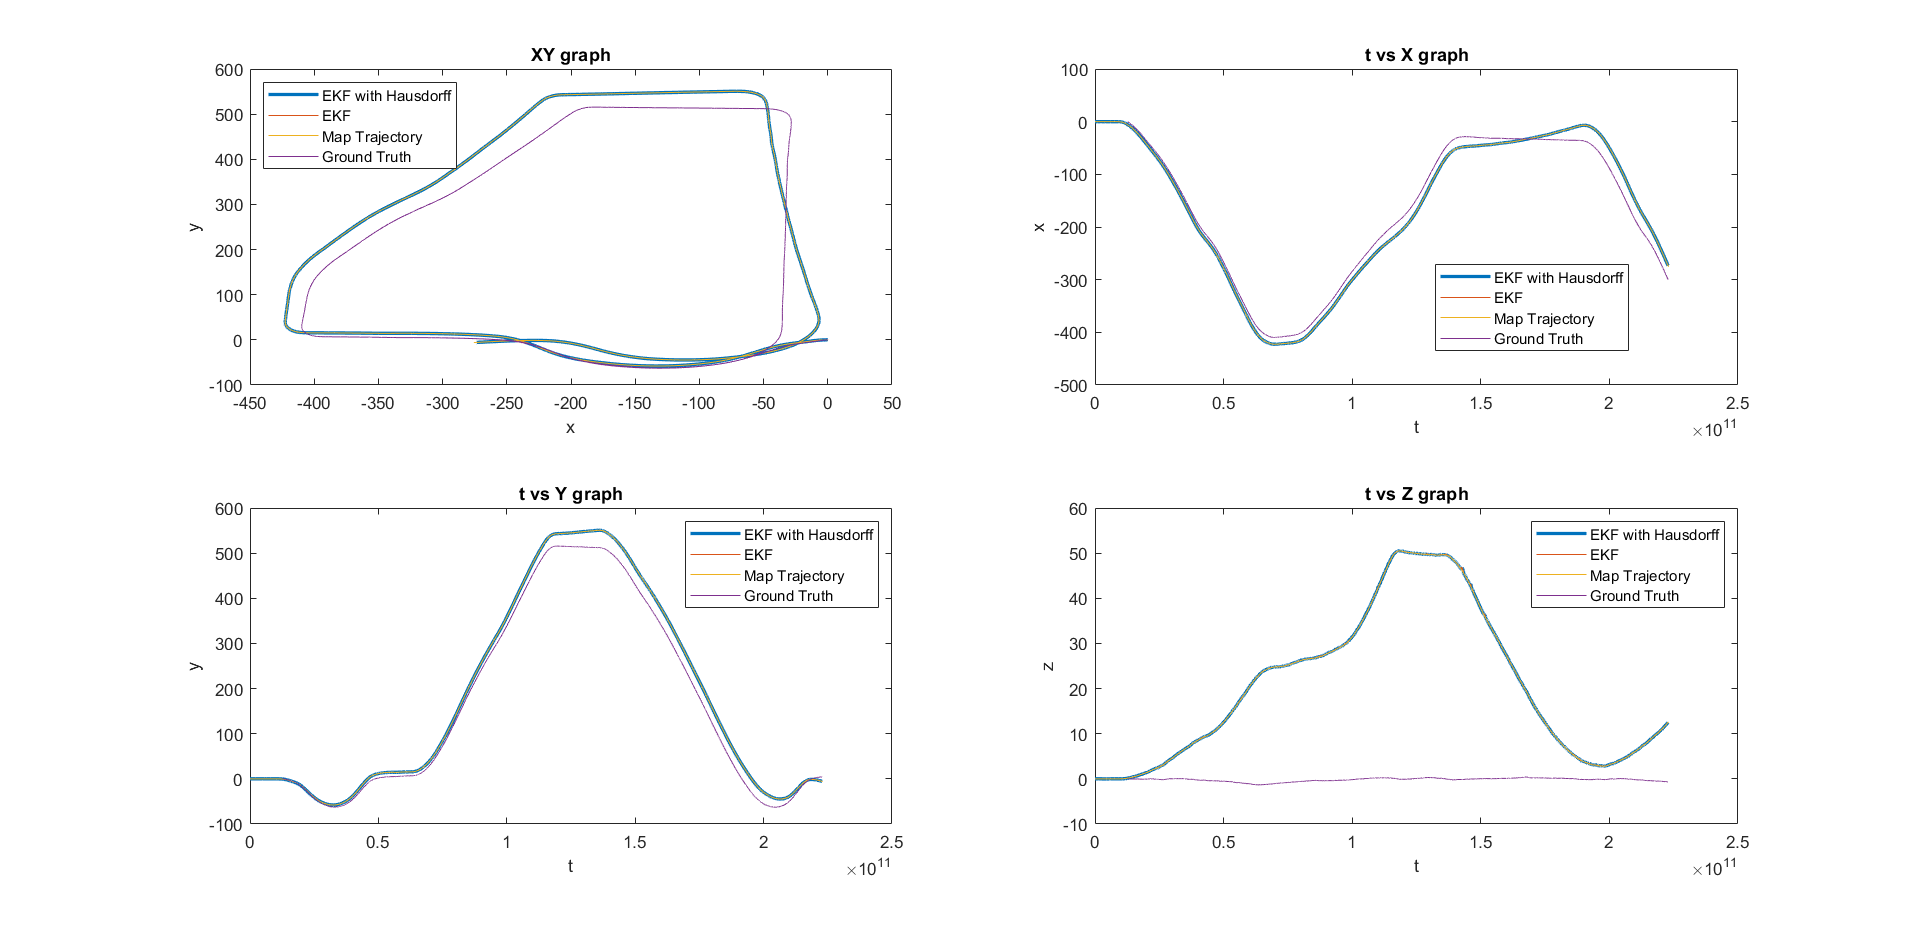 XY graph
600
500
400
300
200
100
0
-100
y
EKF with Hausdorff
EKF
Map Trajectory
Ground Truth
-450 -400 -350 -300 -250 -200 -150 -100 -50 0 50
x
t vs X graph
100
0
-100
-200
-300
-400
-500
x
EKF with Hausdorff
EKF
Map Trajectory
Ground Truth
0 0.5 1 1.5 2 2.5
t
×10^11
t vs Y graph
600
500
400
300
200
100
0
-100
y
EKF with Hausdorff
EKF
Map Trajectory
Ground Truth
0 0.5 1 1.5 2 2.5
t
×10^11
t vs Z graph
60
50
40
30
20
10
0
-10
z
EKF with Hausdorff
EKF
Map Trajectory
Ground Truth
0 0.5 1 1.5 2 2.5
t
×10^11